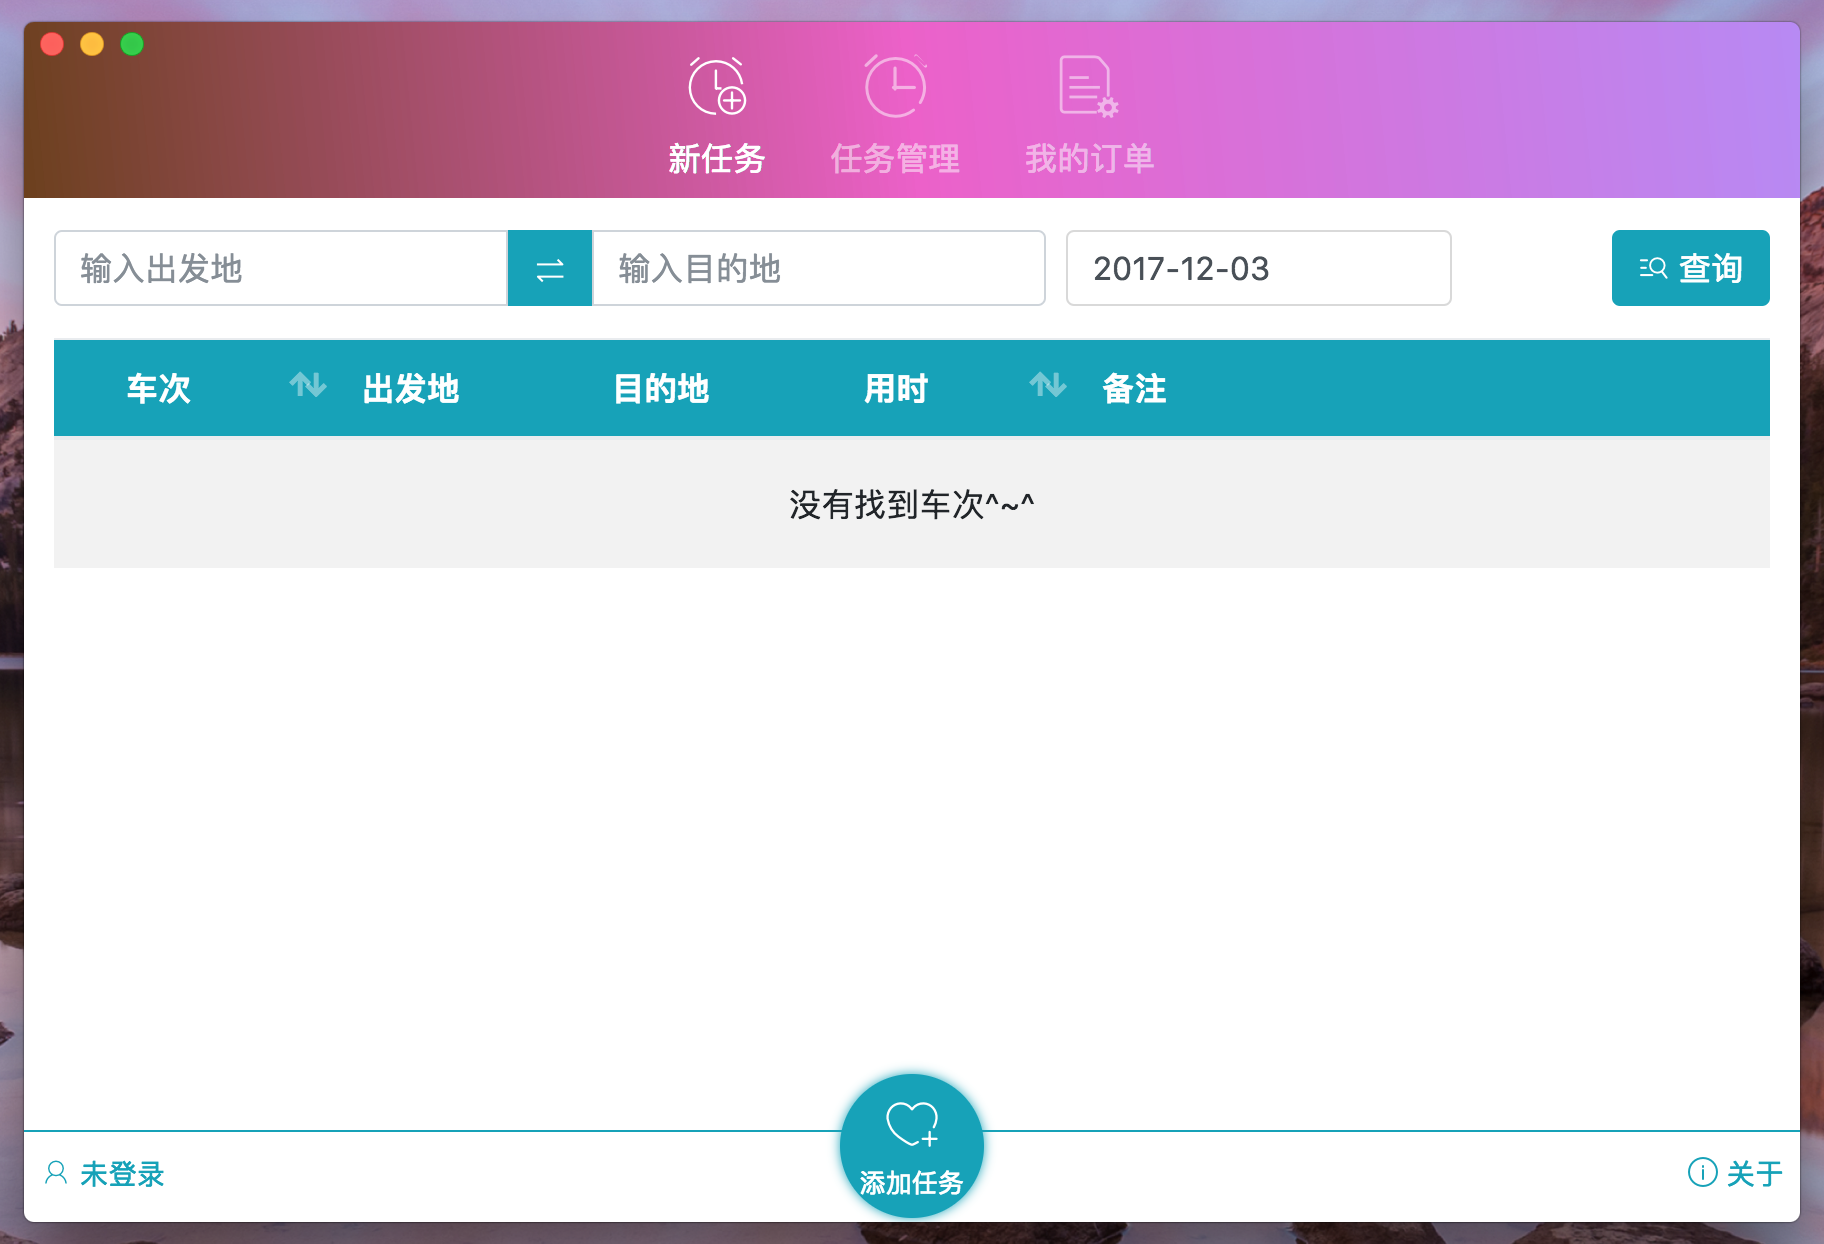 新任务 任务管理 我的订单
输入出发地 输入目的地 2017-12-03 查询
车次 出发地 目的地 用时 备注
没有找到车次^~^
添加任务
未登录 关于